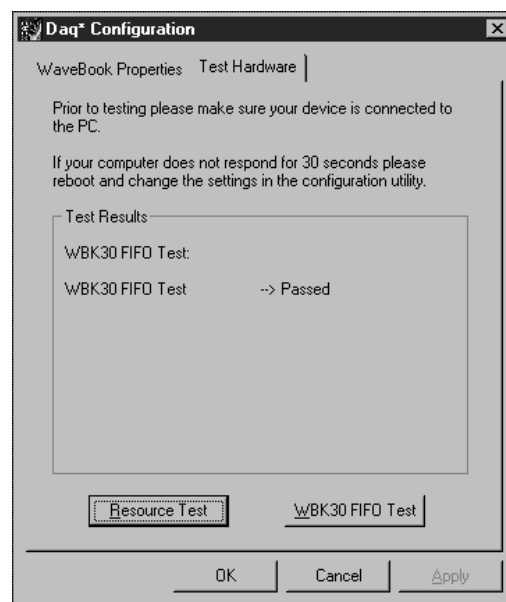 Daq* Configuration
WaveBook Properties Test Hardware
Prior to testing please make sure your device is connected to
the PC.
If your computer does not respond for 30 seconds please
reboot and change the settings in the configuration utility.
Test Results
WBK30 FIFO Test:
WBK30 FIFO Test --> Passed
Resource Test WBK30 FIFO Test
OK Cancel Apply